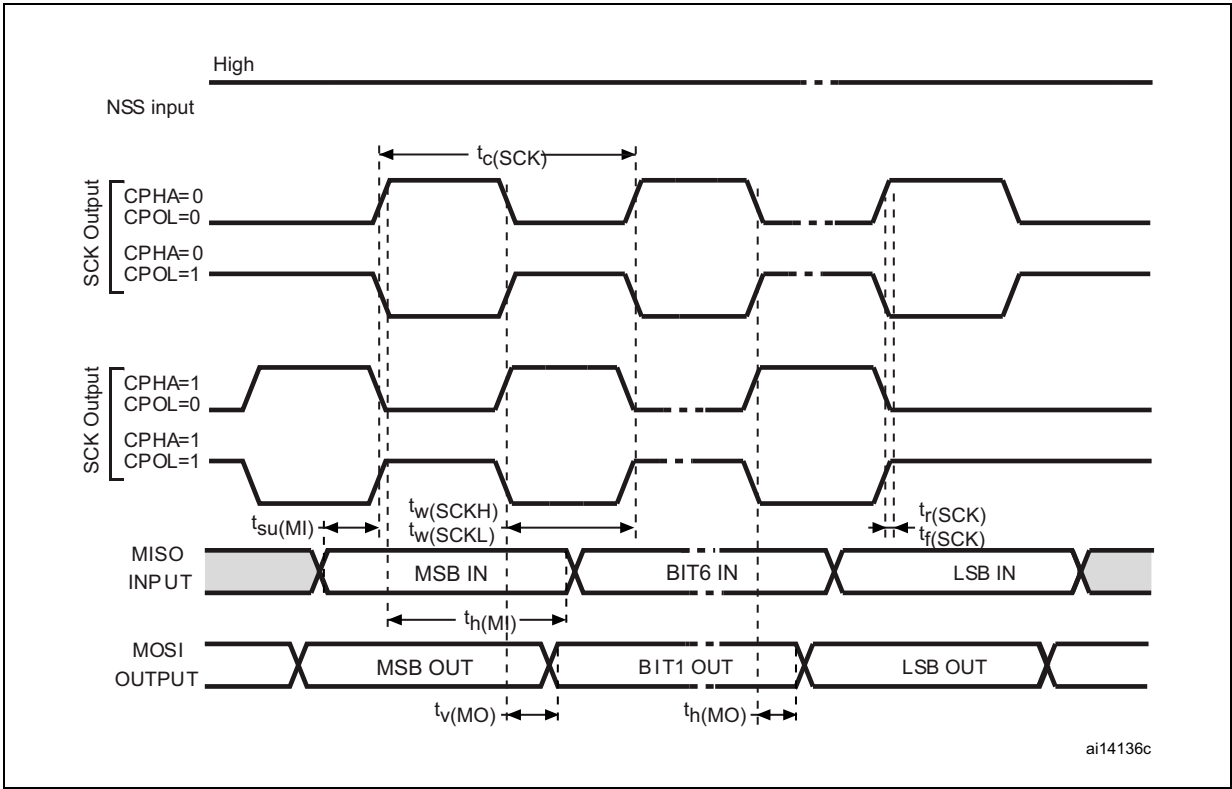 High
NSS input
tc(SCK)
SCK Output
CPHA=0
CPOL=0
CPHA=0
CPOL=1
SCK Output
CPHA=1
CPOL=0
CPHA=1
CPOL=1
tsu(MI)
tw(SCKH)
tw(SCKL)
tr(SCK)
tf(SCK)
MISO
INPUT
MSB IN
BIT6 IN
LSB IN
th(MI)
MOSI
OUTPUT
MSB OUT
BIT1 OUT
LSB OUT
tv(MO)
th(MO)
ai14136c